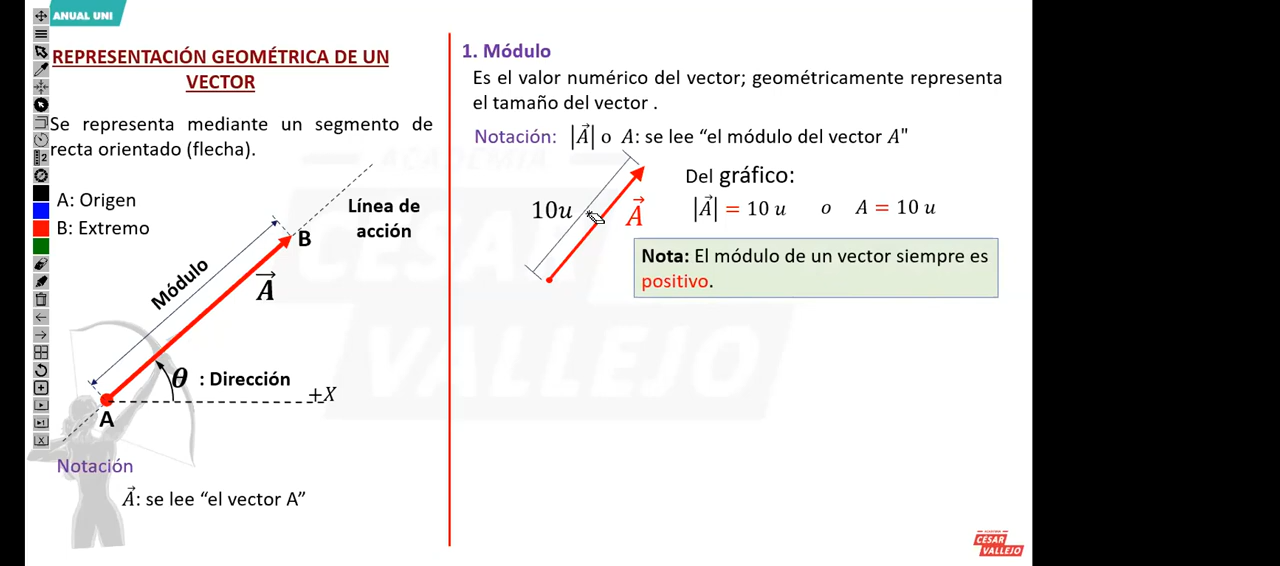 ANUAL UNI
REPRESENTACIÓN GEOMÉTRICA DE UN
VECTOR
Se representa mediante un segmento de
recta orientado (flecha).
A: Origen
B: Extremo
Línea de
acción
B
Módulo
A⃗
θ : Dirección
+X
A
Notación
A⃗: se lee “el vector A”
1. Módulo
Es el valor numérico del vector; geométricamente representa
el tamaño del vector .
Notación: |A⃗| o A: se lee “el módulo del vector A"
10u
A⃗
Del gráfico:
|A⃗| = 10 u o A = 10 u
Nota: El módulo de un vector siempre es
positivo.
ACADEMIA
CESAR
VALLEJO
ACADEMIA
CÉSAR
VALLEJO